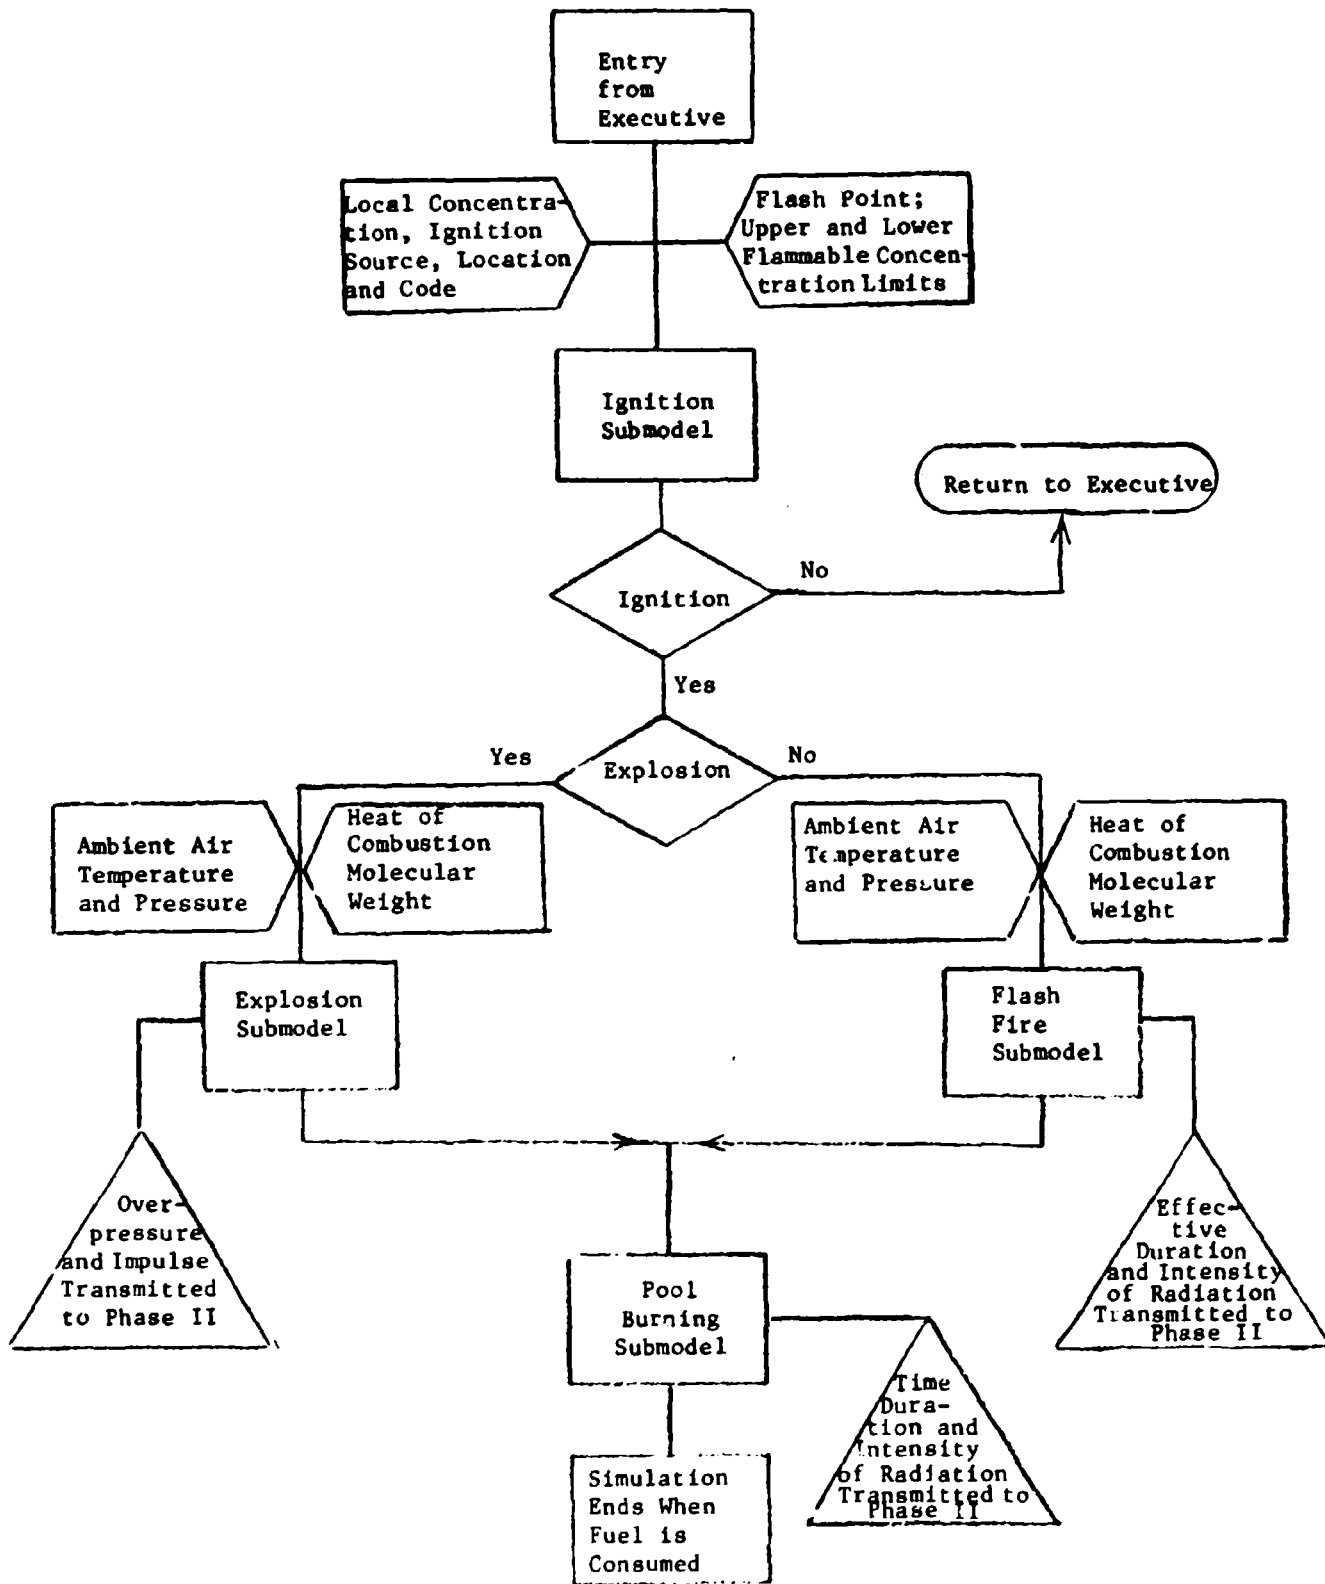 Entry
from
Executive
Local Concentra-
tion, Ignition
Source, Location
and Code
Flash Point;
Upper and Lower
Flammable Concen-
tration Limits
Ignition
Submodel
Return to Executive
Ignition
No
Yes
Explosion
Yes
No
Ambient Air
Temperature
and Pressure
Heat of
Combustion
Molecular
Weight
Ambient Air
Temperature
and Pressure
Heat of
Combustion
Molecular
Weight
Explosion
Submodel
Flash
Fire
Submodel
Over-
pressure
and Impulse
Transmitted
to Phase II
Effec-
tive
Duration
and Intensity
of Radiation
Transmitted to
Phase II
Pool
Burning
Submodel
Time
Dura-
tion and
Intensity
of Radiation
Transmitted to
Phase II
Simulation
Ends When
Fuel is
Consumed